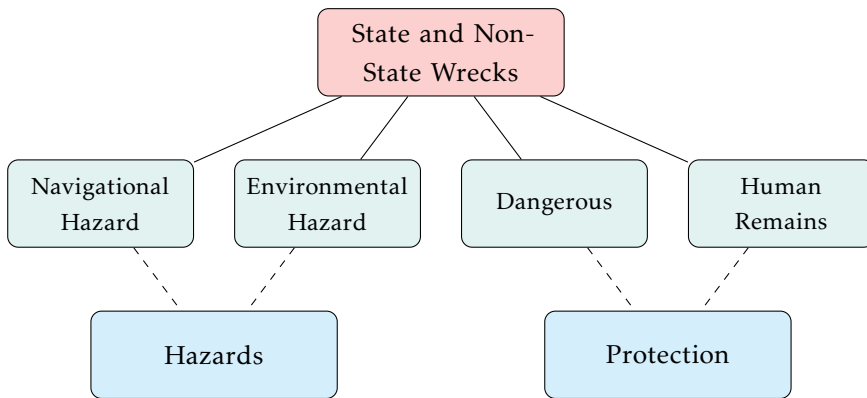 State and Non-
State Wrecks
Navigational
Hazard
Environmental
Hazard
Dangerous
Human
Remains
Hazards
Protection